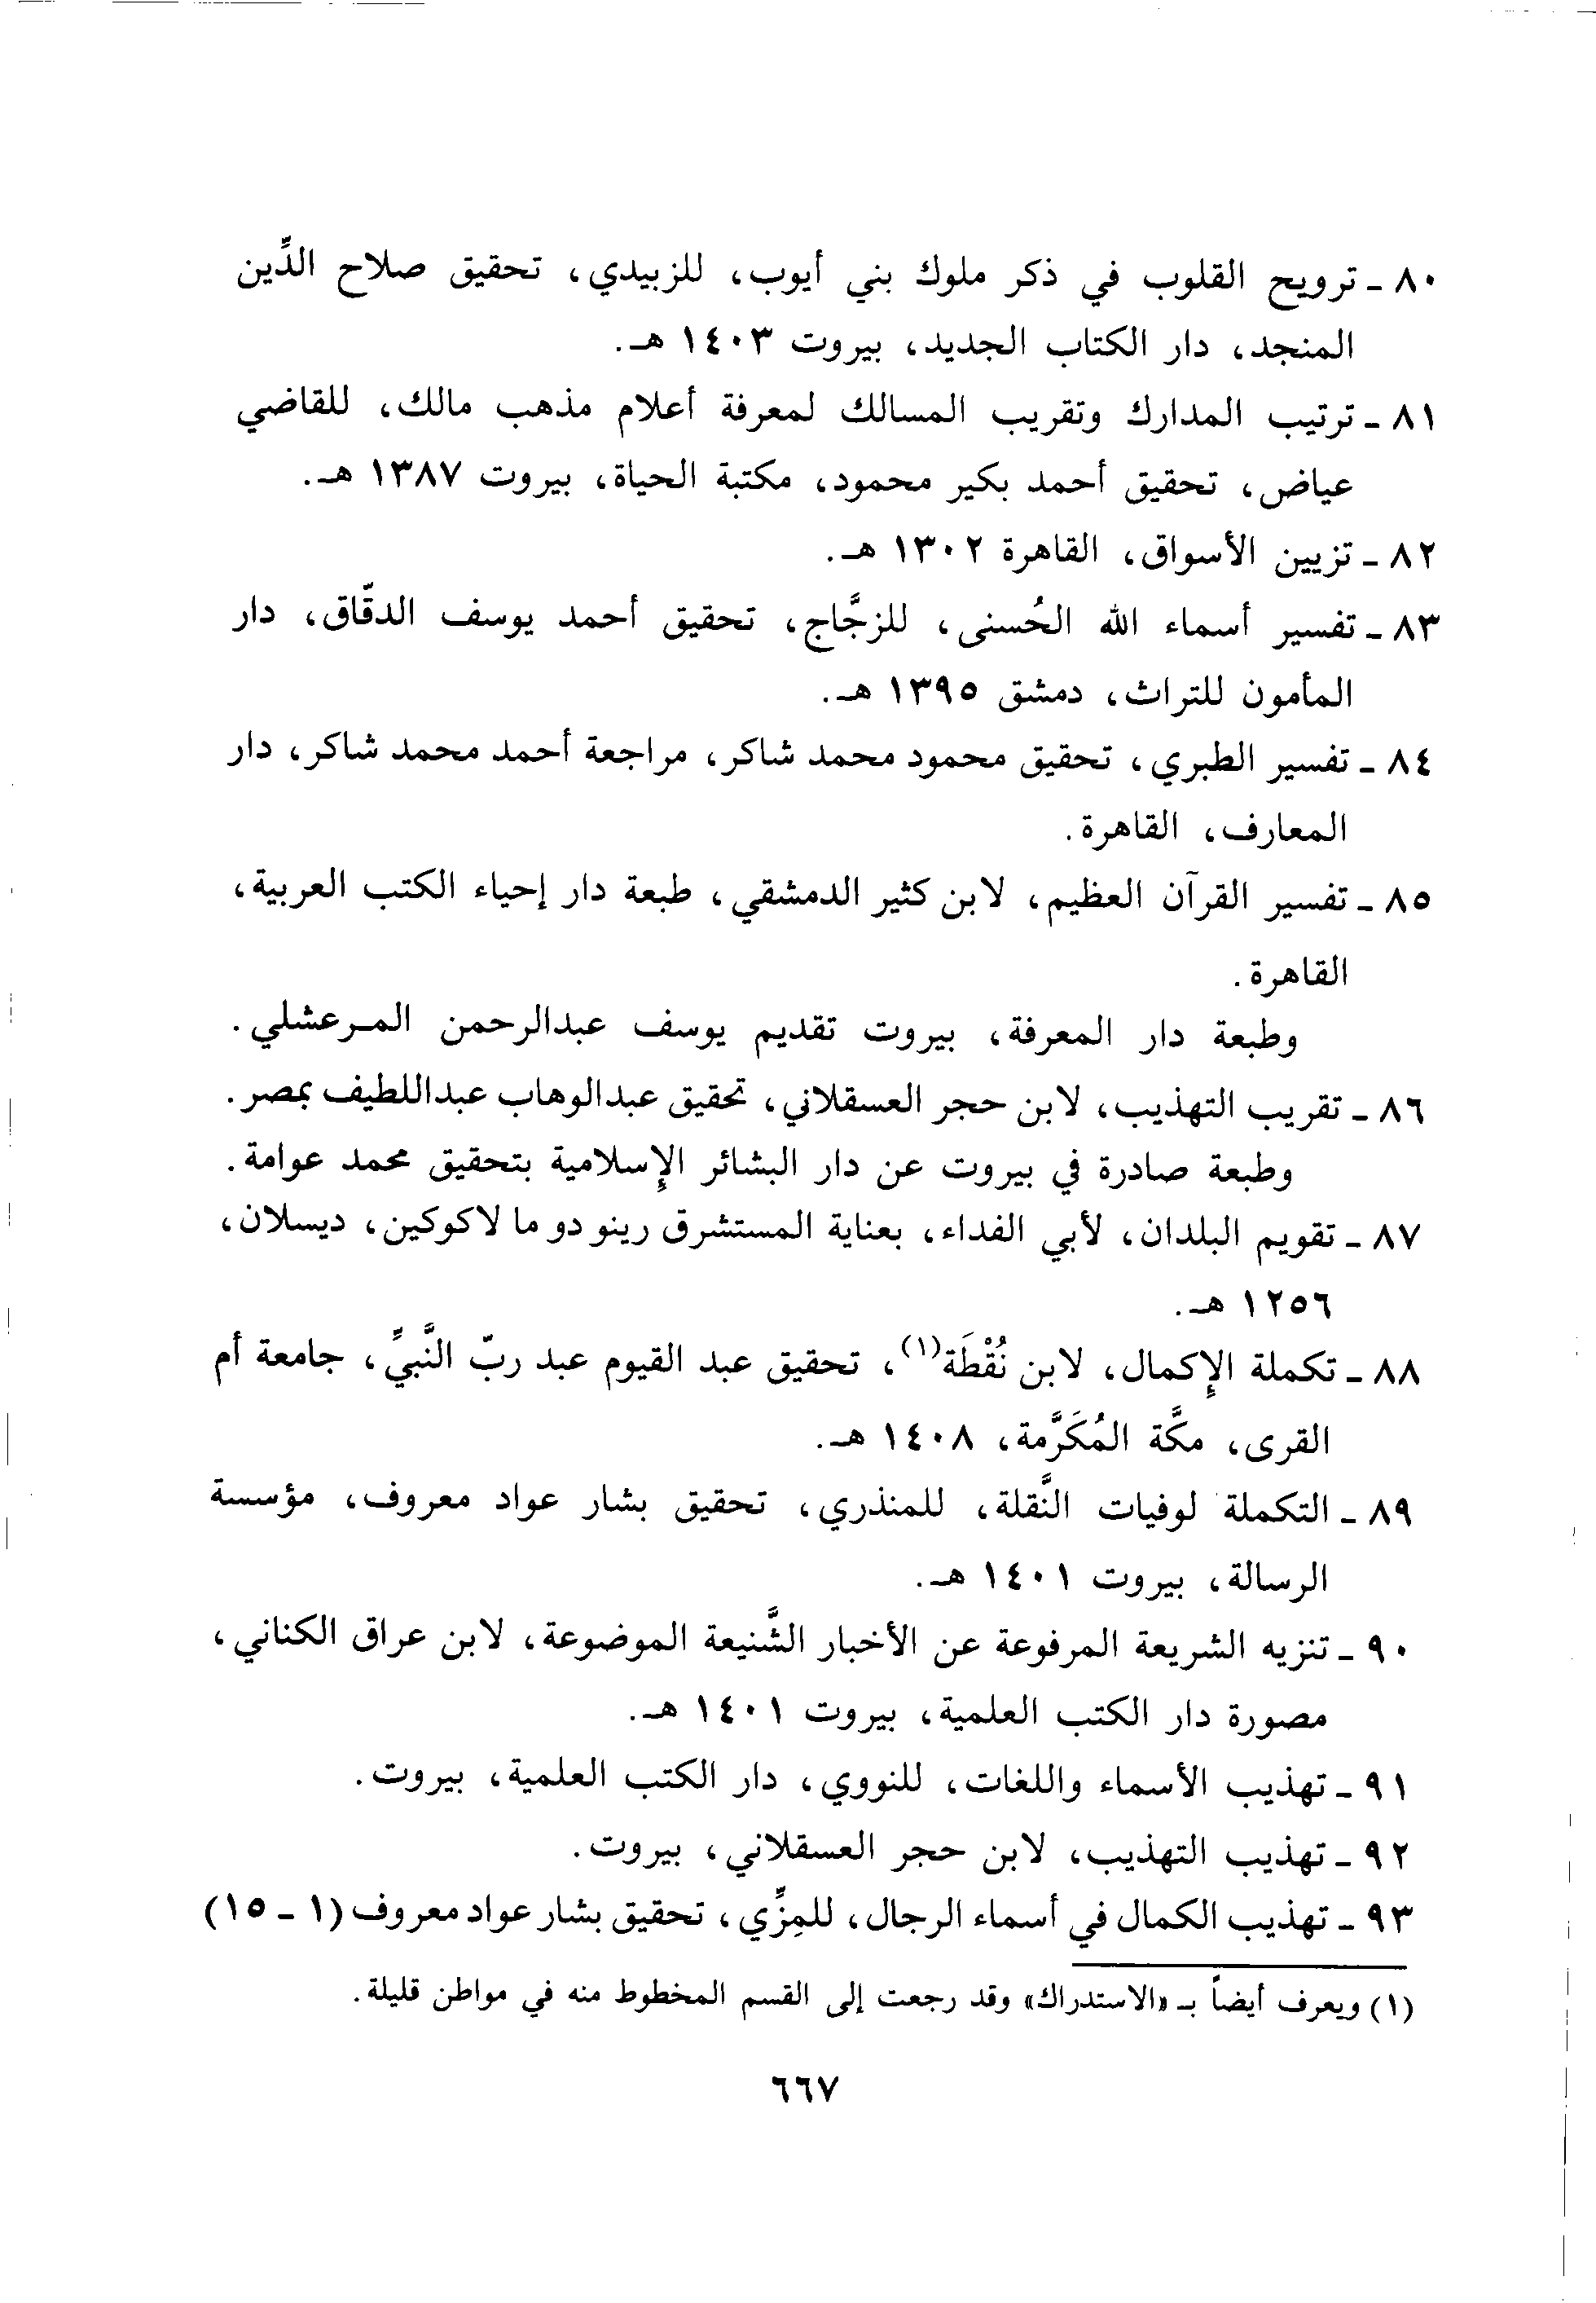 ٨٠ ـ ترويح القلوب في ذكر ملوك بني أيوب، للزبيدي، تحقيق صلاح الدِّين
المنجد، دار الكتاب الجديد، بيروت ١٤٠٣ هـ.
٨١ ـ ترتيب المدارك وتقريب المسالك لمعرفة أعلام مذهب مالك، للقاضي
عياض، تحقيق أحمد بكير محمود، مكتبة الحياة، بيروت ١٣٨٧ هـ.
٨٢ ـ تزيين الأسواق، القاهرة ١٣٠٢ هـ.
٨٣ ـ تفسير أسماء الله الحُسنى، للزجَّاج، تحقيق أحمد يوسف الدقّاق، دار
المأمون للتراث، دمشق ١٣٩٥ هـ.
٨٤ ـ تفسير الطبري، تحقيق محمود محمد شاكر، مراجعة أحمد محمد شاكر، دار
المعارف، القاهرة.
٨٥ ـ تفسير القرآن العظيم، لابن كثير الدمشقي، طبعة دار إحياء الكتب العربية،
القاهرة.
وطبعة دار المعرفة، بيروت تقديم يوسف عبدالرحمن المـرعشلي.
٨٦ ـ تقريب التهذيب، لابن حجر العسقلاني، تحقيق عبدالوهاب عبداللطيف بمصر.
وطبعة صادرة في بيروت عن دار البشائر الإسلامية بتحقيق محمد عوامة.
٨٧ ـ تقويم البلدان، لأبي الفداء، بعناية المستشرق رينو دو ما لاكوكين، ديسلان،
١٢٥٦ هـ.
٨٨ ـ تكملة الإكمال، لابن نُقْطَة(١)، تحقيق عبد القيوم عبد ربّ النَّبيِّ، جامعة أم
القرى، مكَّة المُكَرَّمة، ١٤٠٨ هـ.
٨٩ ـ التكملة لوفيات النَّقلة، للمنذري، تحقيق بشار عواد معروف، مؤسسة
الرسالة، بيروت ١٤٠١ هـ.
٩٠ ـ تنزيه الشريعة المرفوعة عن الأخبار الشَّنيعة الموضوعة، لابن عراق الكناني،
مصورة دار الكتب العلمية، بيروت ١٤٠١ هـ.
٩١ ـ تهذيب الأسماء واللغات، للنووي، دار الكتب العلمية، بيروت.
٩٢ ـ تهذيب التهذيب، لابن حجر العسقلاني، بيروت.
٩٣ ـ تهذيب الكمال في أسماء الرجال، للمِزِّي، تحقيق بشار عواد معروف (١ ـ ١٥)
(١) ويعرف أيضاً بـ «الاستدراك» وقد رجعت إلى القسم المخطوط منه في مواطن قليلة.
٦٦٧